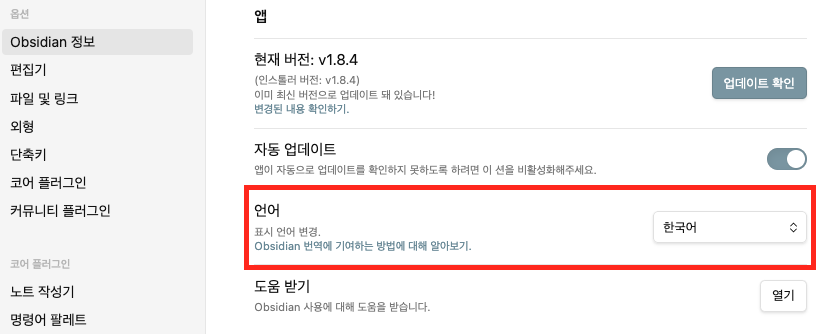 옵션
Obsidian 정보
편집기
파일 및 링크
외형
단축키
코어 플러그인
커뮤니티 플러그인
코어 플러그인
노트 작성기
명령어 팔레트
앱
현재 버전: v1.8.4
(인스톨러 버전: v1.8.4)
이미 최신 버전으로 업데이트 돼 있습니다!
변경된 내용 확인하기.
업데이트 확인
자동 업데이트
앱이 자동으로 업데이트를 확인하지 못하도록 하려면 이 션을 비활성화해주세요.
언어
표시 언어 변경.
Obsidian 번역에 기여하는 방법에 대해 알아보기.
한국어
도움 받기
Obsidian 사용에 대해 도움을 받습니다.
열기